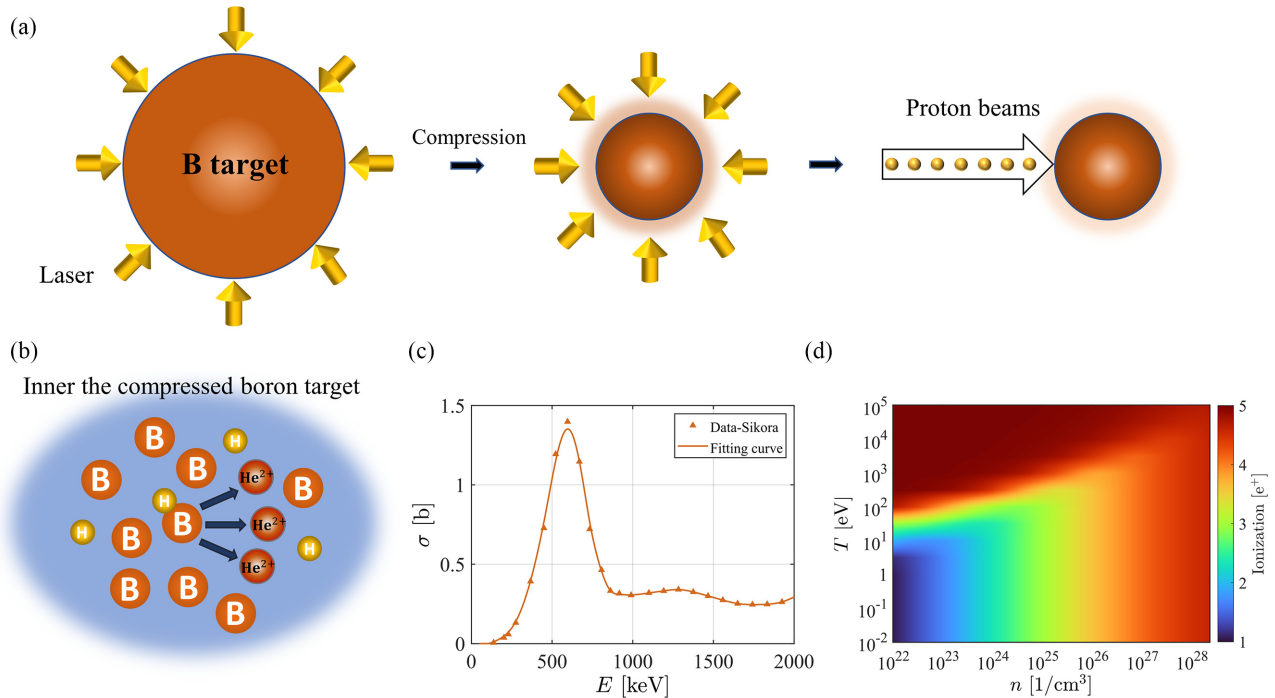 (a)
B target
Laser
Compression
Proton beams
(b)
Inner the compressed boron target
B
H
B
He²⁺
B
B
H
B
He²⁺
H
B
H
He²⁺
B
B
B
(c)
1.5
1
0.5
0
σ [b]
Data-Sikora
Fitting curve
0
500
1000
1500
2000
E [keV]
(d)
10⁵
10⁴
10³
10²
10¹
1
10⁻¹
10⁻²
T [eV]
10²²
10²³
10²⁴
10²⁵
10²⁶
10²⁷
10²⁸
n [1/cm³]
5
4
3
2
1
Ionization [e⁺]